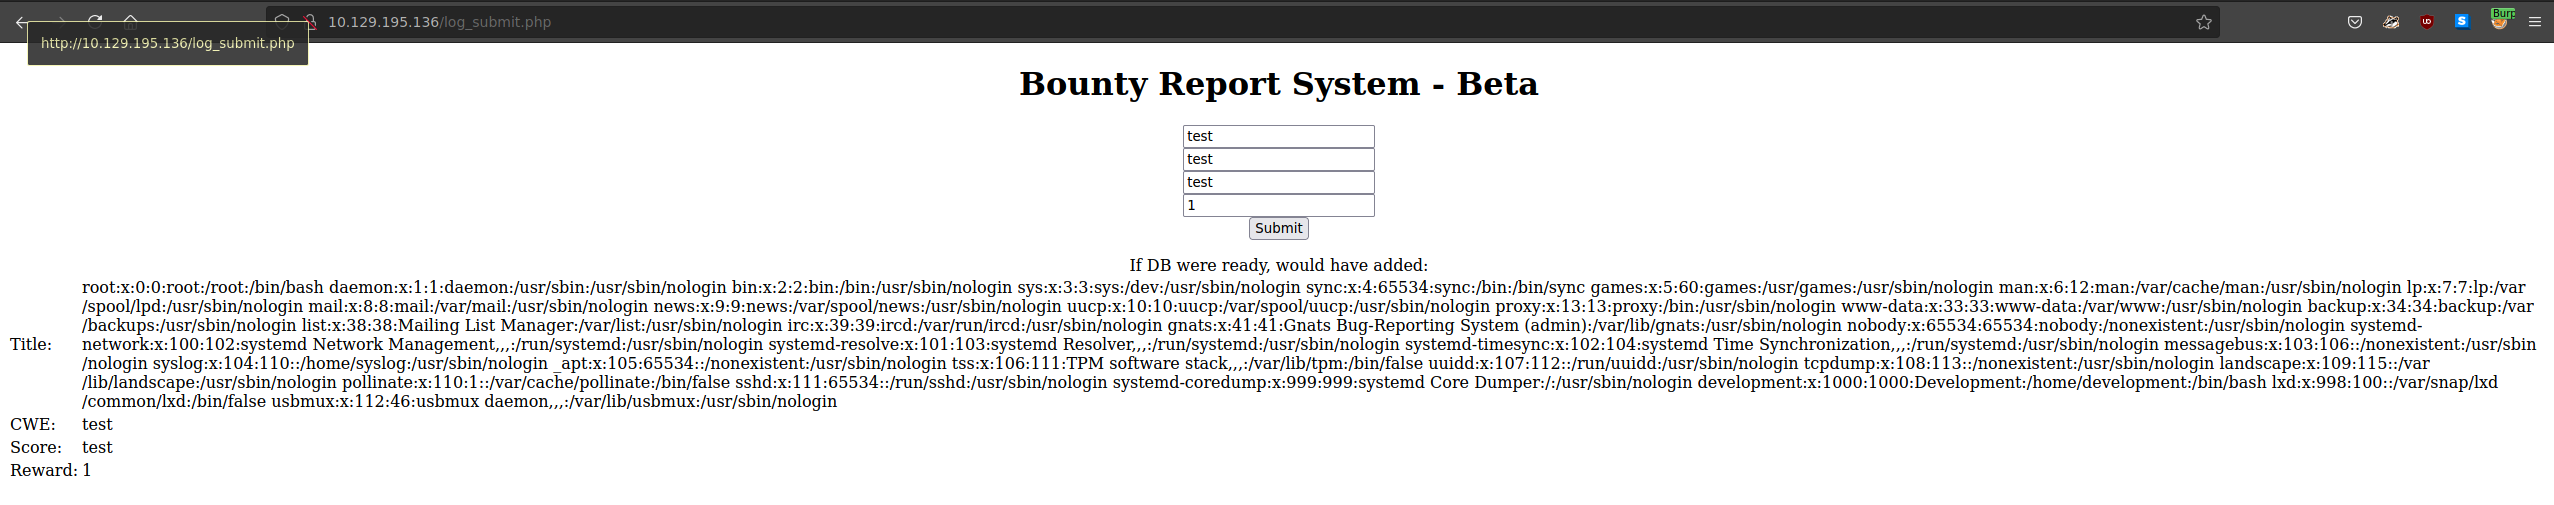 10.129.195.136/log_submit.php
Burp
http://10.129.195.136/log_submit.php
Bounty Report System - Beta
test
test
test
1
Submit
If DB were ready, would have added:
root:x:0:0:root:/root:/bin/bash daemon:x:1:1:daemon:/usr/sbin:/usr/sbin/nologin bin:x:2:2:bin:/bin:/usr/sbin/nologin sys:x:3:3:sys:/dev:/usr/sbin/nologin sync:x:4:65534:sync:/bin:/bin/sync games:x:5:60:games:/usr/games:/usr/sbin/nologin man:x:6:12:man:/var/cache/man:/usr/sbin/nologin lp:x:7:7:lp:/var
/spool/lpd:/usr/sbin/nologin mail:x:8:8:mail:/var/mail:/usr/sbin/nologin news:x:9:9:news:/var/spool/news:/usr/sbin/nologin uucp:x:10:10:uucp:/var/spool/uucp:/usr/sbin/nologin proxy:x:13:13:proxy:/bin:/usr/sbin/nologin www-data:x:33:33:www-data:/var/www:/usr/sbin/nologin backup:x:34:34:backup:/var
/backups:/usr/sbin/nologin list:x:38:38:Mailing List Manager:/var/list:/usr/sbin/nologin irc:x:39:39:ircd:/var/run/ircd:/usr/sbin/nologin gnats:x:41:41:Gnats Bug-Reporting System (admin):/var/lib/gnats:/usr/sbin/nologin nobody:x:65534:65534:nobody:/nonexistent:/usr/sbin/nologin systemd-
Title: network:x:100:102:systemd Network Management,,,:/run/systemd:/usr/sbin/nologin systemd-resolve:x:101:103:systemd Resolver,,,:/run/systemd:/usr/sbin/nologin systemd-timesync:x:102:104:systemd Time Synchronization,,,:/run/systemd:/usr/sbin/nologin messagebus:x:103:106::/nonexistent:/usr/sbin
/nologin syslog:x:104:110::/home/syslog:/usr/sbin/nologin _apt:x:105:65534::/nonexistent:/usr/sbin/nologin tss:x:106:111:TPM software stack,,,:/var/lib/tpm:/bin/false uuidd:x:107:112::/run/uuidd:/usr/sbin/nologin tcpdump:x:108:113::/nonexistent:/usr/sbin/nologin landscape:x:109:115::/var
/lib/landscape:/usr/sbin/nologin pollinate:x:110:1::/var/cache/pollinate:/bin/false sshd:x:111:65534::/run/sshd:/usr/sbin/nologin systemd-coredump:x:999:999:systemd Core Dumper:/:/usr/sbin/nologin development:x:1000:1000:Development:/home/development:/bin/bash lxd:x:998:100::/var/snap/lxd
/common/lxd:/bin/false usbmux:x:112:46:usbmux daemon,,,:/var/lib/usbmux:/usr/sbin/nologin
CWE: test
Score: test
Reward: 1